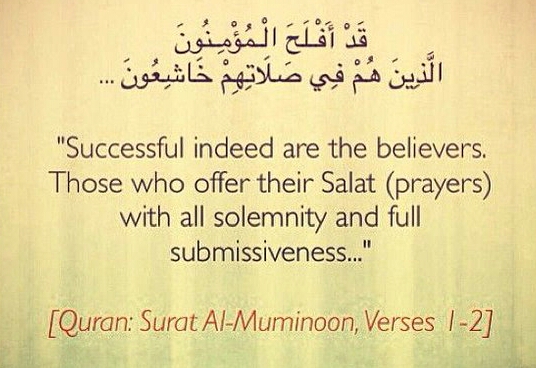 قَدْ أَفْلَحَ الْمُؤْمِنُونَ
الَّذِينَ هُمْ فِي صَلَاتِهِمْ خَاشِعُونَ ...
"Successful indeed are the believers.
Those who offer their Salat (prayers)
with all solemnity and full
submissiveness..."
[Quran: Surat Al-Muminoon, Verses 1-2]